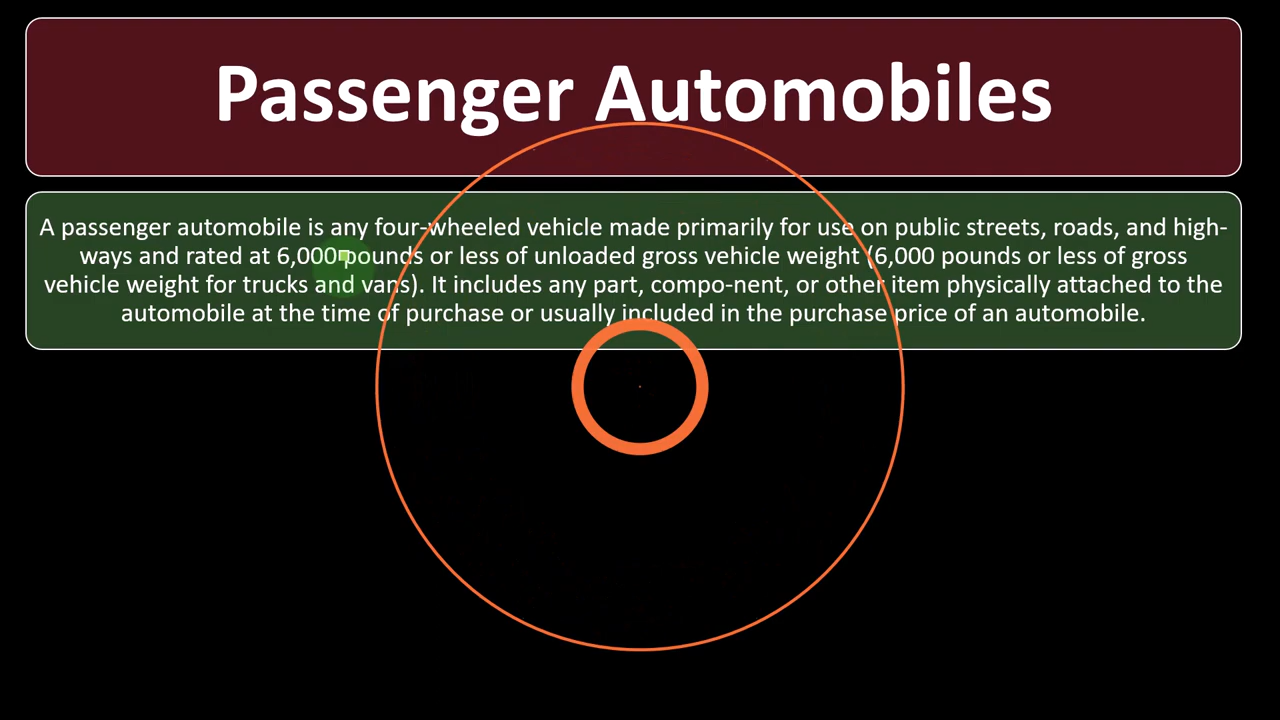 Passenger Automobiles
A passenger automobile is any four-wheeled vehicle made primarily for use on public streets, roads, and high-
ways and rated at 6,000 pounds or less of unloaded gross vehicle weight (6,000 pounds or less of gross
vehicle weight for trucks and vans). It includes any part, compo-nent, or other item physically attached to the
automobile at the time of purchase or usually included in the purchase price of an automobile.